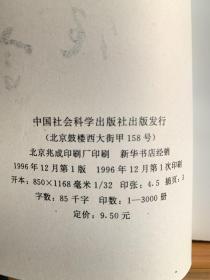 中国社会科学出版社出版发行
(北京鼓楼西大街甲158号)
北京兆成印刷厂印刷 新华书店经销
1996年12月第1版 1996年12月第1次印刷
开本:850×1168毫米1/32 印张:4.5 插页:3
字数:85千字 印数:1—3000册
定价:9.50元